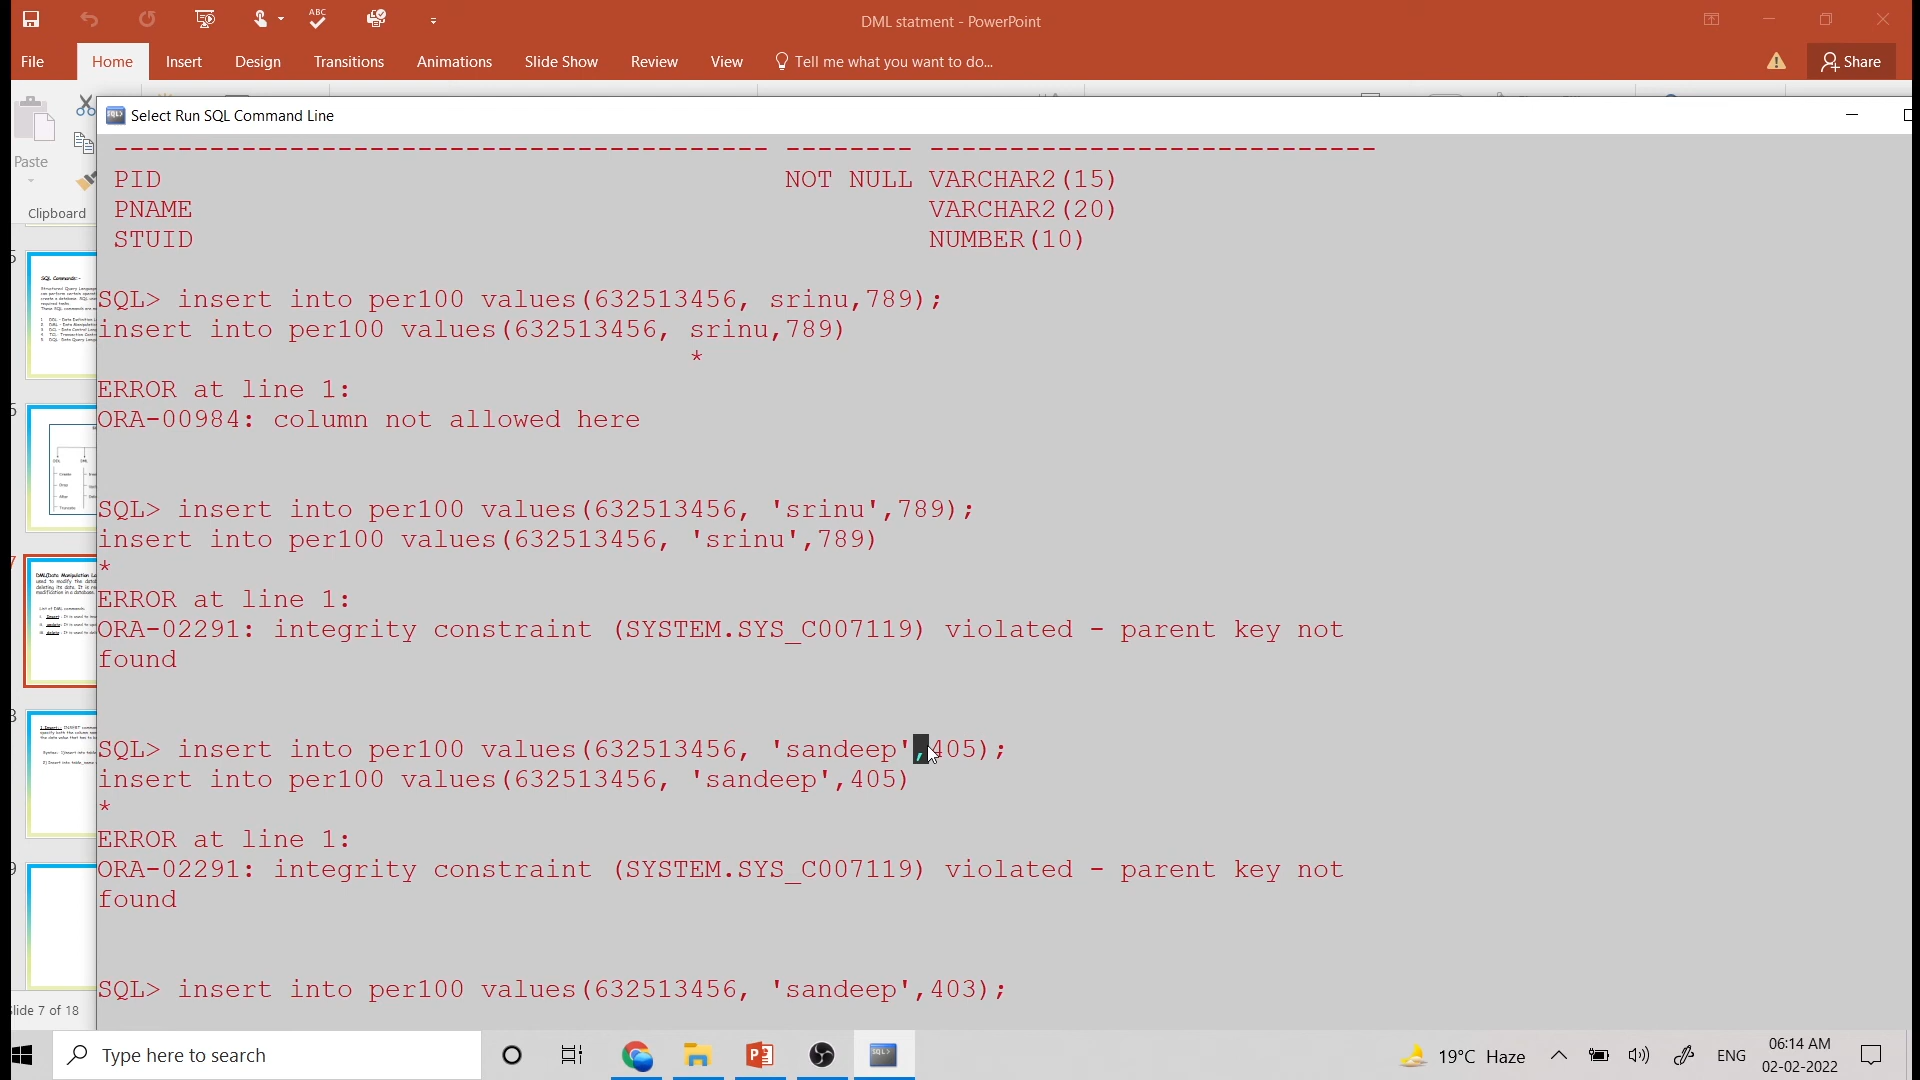 ABC
DML statment - PowerPoint
File
Home
Insert
Design
Transitions
Animations
Slide Show
Review
View
Tell me what you want to do...
Share
Paste
Clipboard
Select Run SQL Command Line
----------------------------------------- -------- ----------------------------
PID NOT NULL VARCHAR2(15)
PNAME VARCHAR2(20)
STUID NUMBER(10)
SQL> insert into per100 values(632513456, srinu,789);
insert into per100 values(632513456, srinu,789)
*
ERROR at line 1:
ORA-00984: column not allowed here
SQL> insert into per100 values(632513456, 'srinu',789);
insert into per100 values(632513456, 'srinu',789)
*
ERROR at line 1:
ORA-02291: integrity constraint (SYSTEM.SYS_C007119) violated - parent key not
found
SQL> insert into per100 values(632513456, 'sandeep',405);
insert into per100 values(632513456, 'sandeep',405)
*
ERROR at line 1:
ORA-02291: integrity constraint (SYSTEM.SYS_C007119) violated - parent key not
found
SQL> insert into per100 values(632513456, 'sandeep',403);
lide 7 of 18
Type here to search
19°C Haze
ENG
06:14 AM
02-02-2022